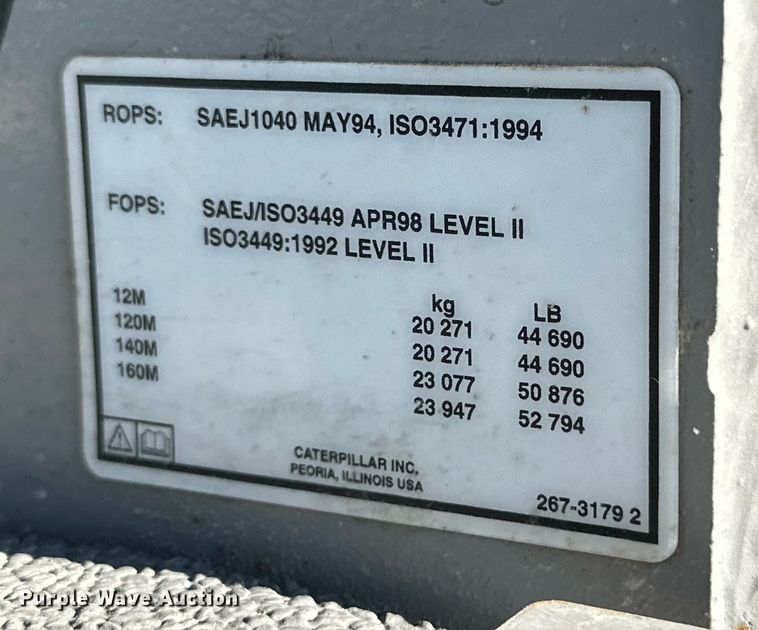 ROPS: SAEJ1040 MAY94, ISO3471:1994
FOPS: SAEJ/ISO3449 APR98 LEVEL II
ISO3449:1992 LEVEL II
kg LB
12M 20 271 44 690
120M 20 271 44 690
140M 23 077 50 876
160M 23 947 52 794
CATERPILLAR INC.
PEORIA, ILLINOIS USA
267-3179 2
Purple Wave Auction